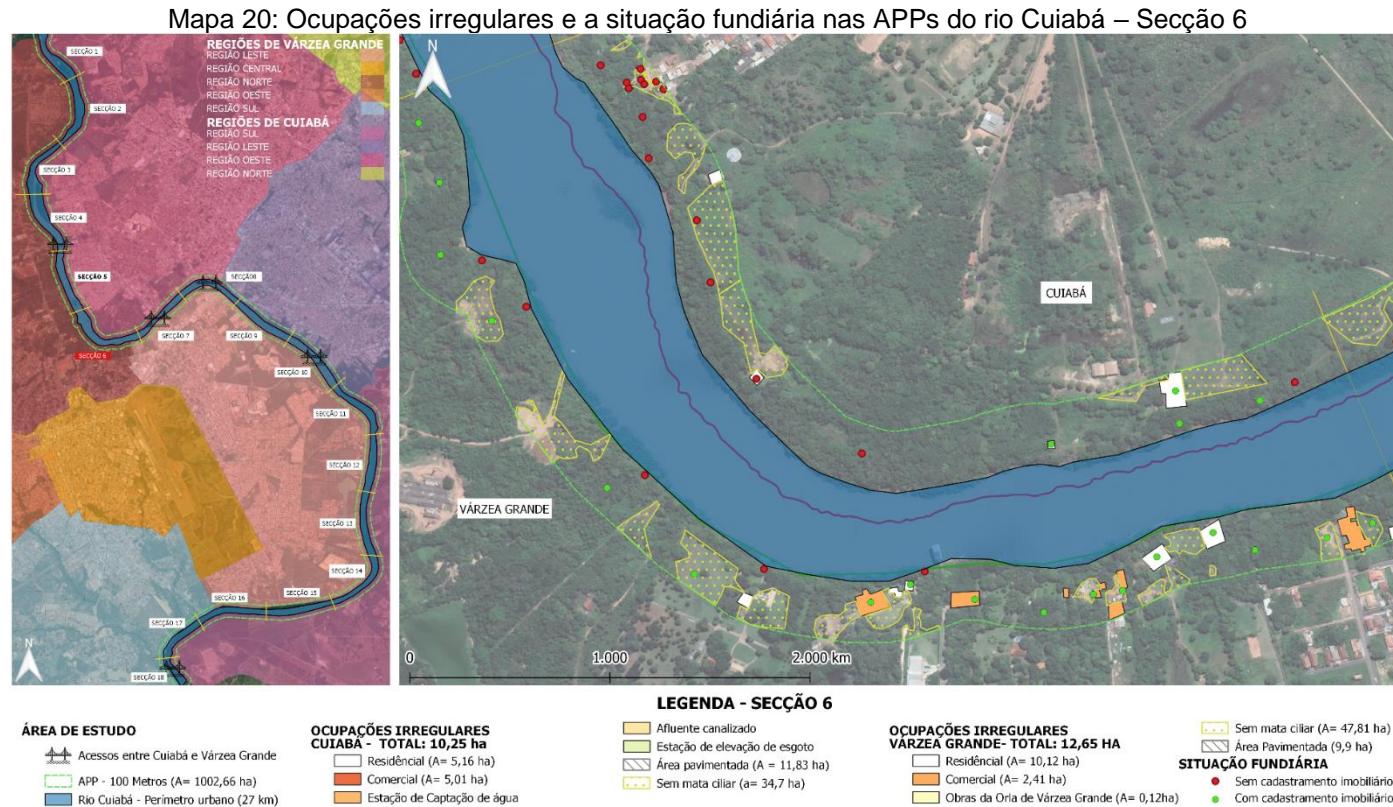 Mapa 20: Ocupações irregulares e a situação fundiária nas APPs do rio Cuiabá – Secção 6
REGIÕES DE VÁRZEA GRANDE
REGIÃO LESTE
REGIÃO CENTRAL
REGIÃO NORTE
REGIÃO OESTE
REGIÃO SUL
REGIÕES DE CUIABÁ
REGIÃO SUL
REGIÃO LESTE
REGIÃO OESTE
REGIÃO NORTE
SECÇÃO 1
SECÇÃO 2
SECÇÃO 3
SECÇÃO 4
SECÇÃO 5
SECÇÃO 6
SECÇÃO 7
SECÇÃO8
SECÇÃO 9
SECÇÃO 10
SECÇÃO 11
SECÇÃO 12
SECÇÃO 13
SECÇÃO 14
SECÇÃO 15
SECÇÃO 16
SECÇÃO 17
SECÇÃO 18
N
N
CUIABÁ
VÁRZEA GRANDE
0 1.000 2.000 km
LEGENDA - SECÇÃO 6
ÁREA DE ESTUDO
Acessos entre Cuiabá e Várzea Grande
APP - 100 Metros (A= 1002,66 ha)
Rio Cuiabá - Perímetro urbano (27 km)
OCUPAÇÕES IRREGULARES
CUIABÁ - TOTAL: 10,25 ha
Residêncial (A= 5,16 ha)
Comercial (A= 5,01 ha)
Estação de Captação de água
Afluente canalizado
Estação de elevação de esgoto
Área pavimentada (A = 11,83 ha)
Sem mata ciliar (A= 34,7 ha)
OCUPAÇÕES IRREGULARES
VÁRZEA GRANDE- TOTAL: 12,65 HA
Residêncial (A= 10,12 ha)
Comercial (A= 2,41 ha)
Obras da Orla de Várzea Grande (A= 0,12ha)
Sem mata ciliar (A= 47,81 ha)
Área Pavimentada (9,9 ha)
SITUAÇÃO FUNDIÁRIA
Sem cadastramento imobiliário
Com cadastramento imobiliário